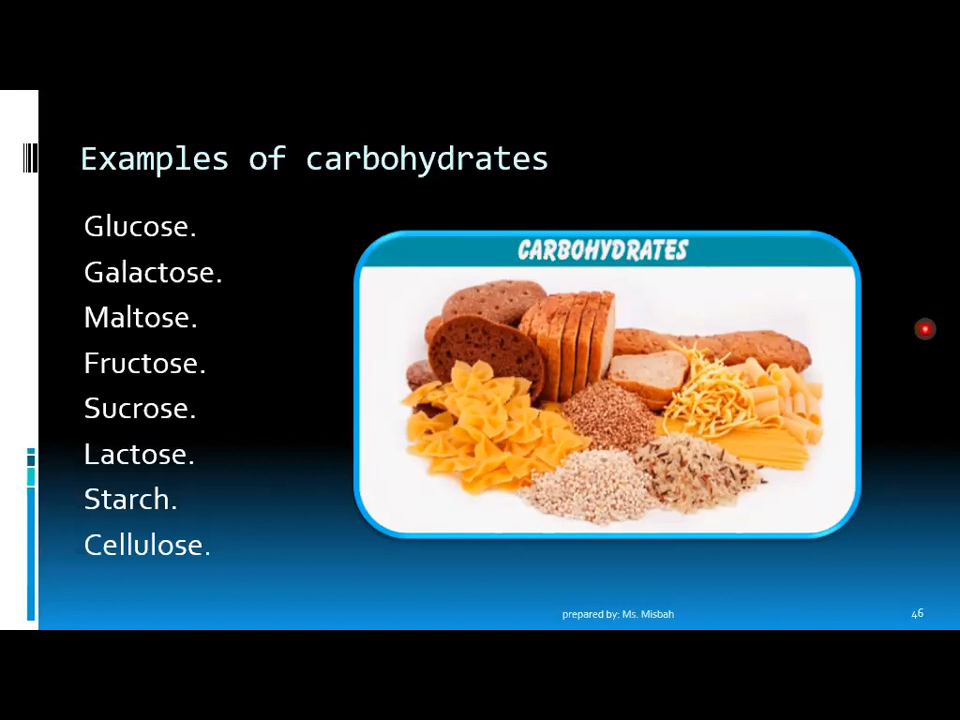 Examples of carbohydrates
Glucose.
Galactose.
Maltose.
Fructose.
Sucrose.
Lactose.
Starch.
Cellulose.
CARBOHYDRATES
prepared by: Ms. Misbah
46